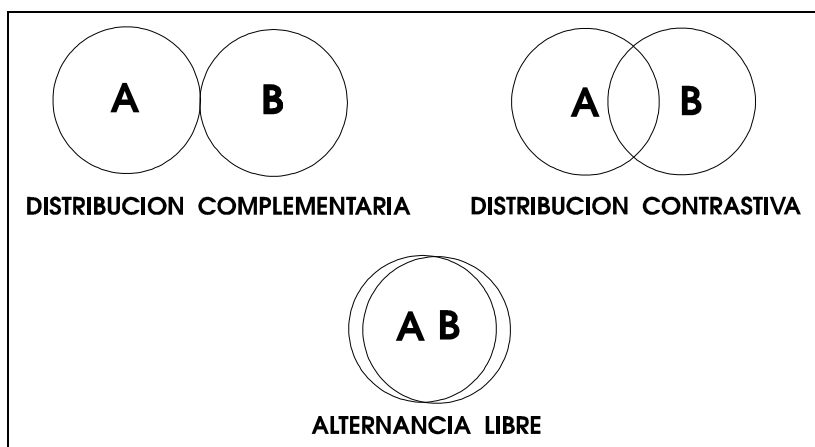 A B
DISTRIBUCION COMPLEMENTARIA
A B
DISTRIBUCION CONTRASTIVA
A B
ALTERNANCIA LIBRE